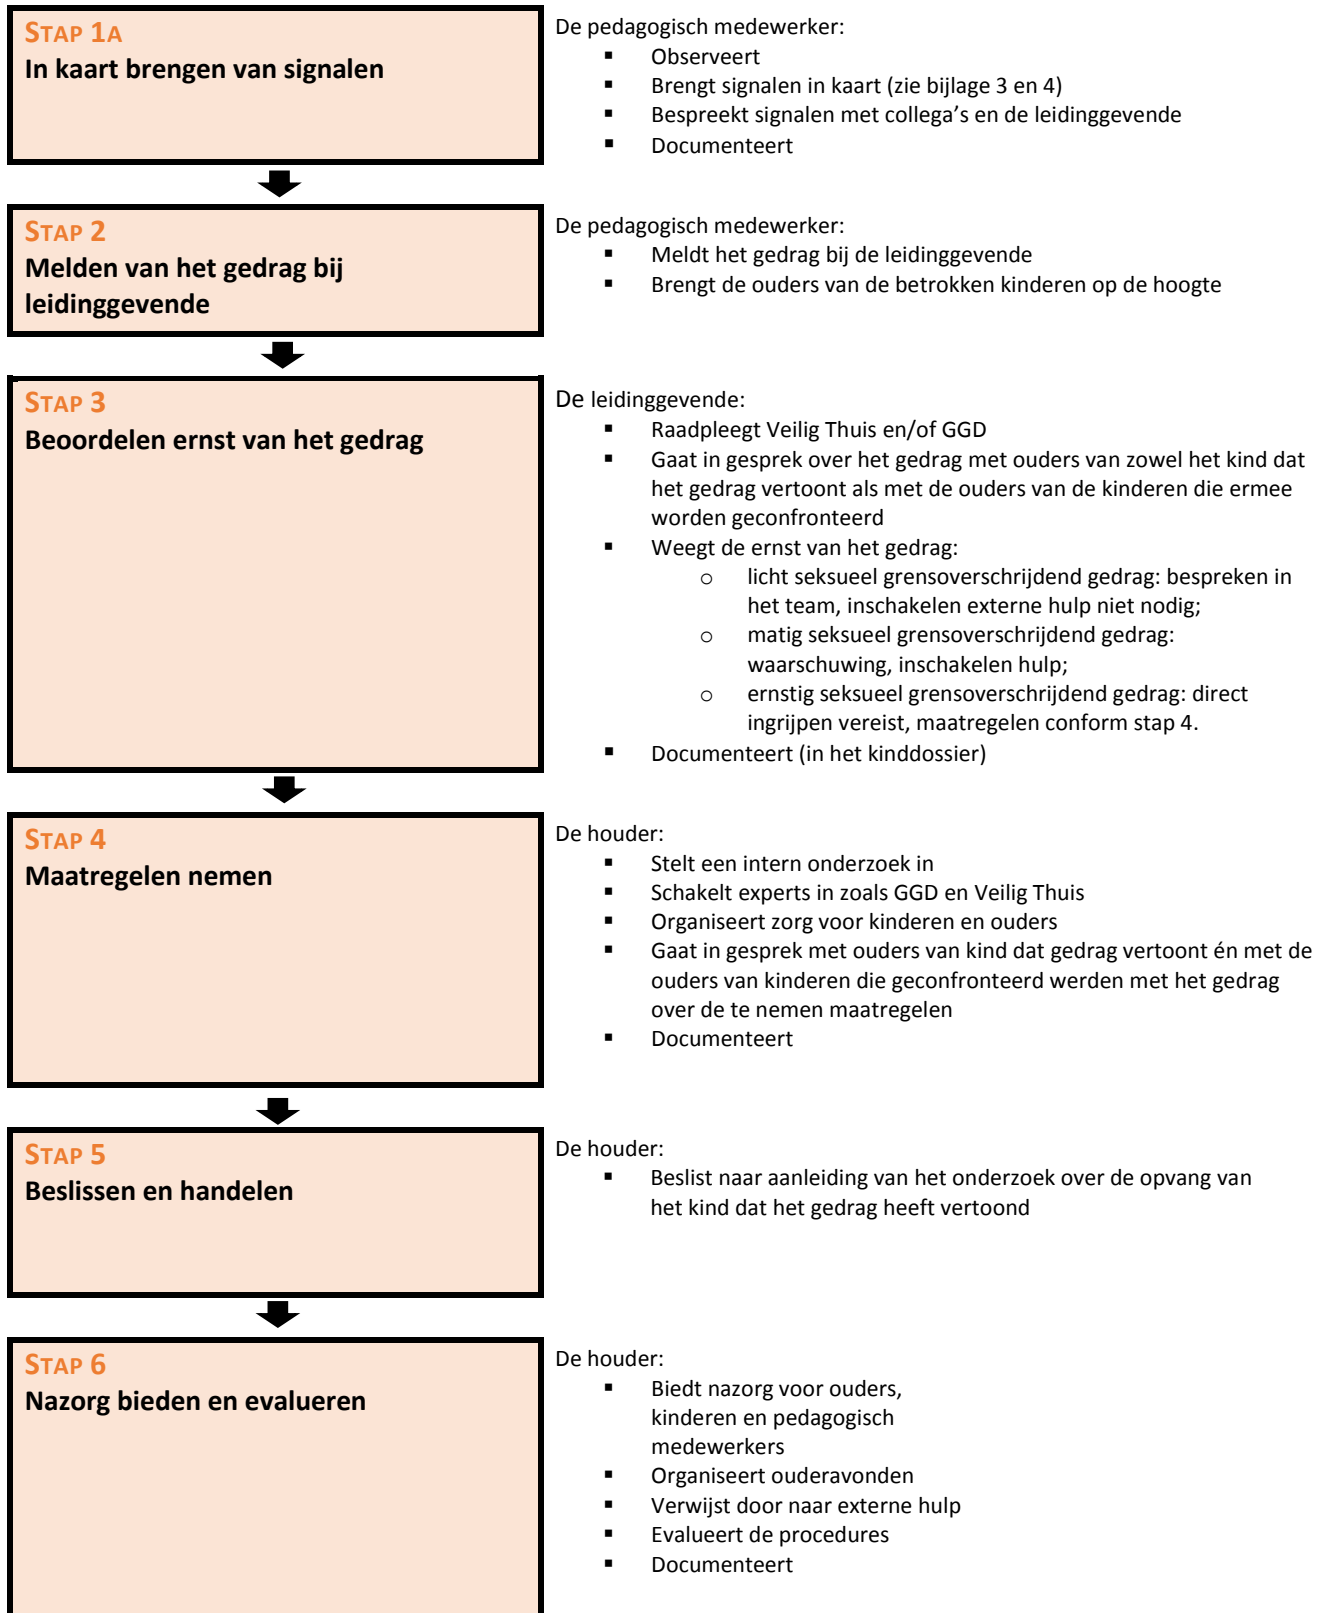 STAP 1A
In kaart brengen van signalen
De pedagogisch medewerker:
▪ Observeert
▪ Brengt signalen in kaart (zie bijlage 3 en 4)
▪ Bespreekt signalen met collega’s en de leidinggevende
▪ Documenteert
STAP 2
Melden van het gedrag bij
leidinggevende
De pedagogisch medewerker:
▪ Meldt het gedrag bij de leidinggevende
▪ Brengt de ouders van de betrokken kinderen op de hoogte
STAP 3
Beoordelen ernst van het gedrag
De leidinggevende:
▪ Raadpleegt Veilig Thuis en/of GGD
▪ Gaat in gesprek over het gedrag met ouders van zowel het kind dat
het gedrag vertoont als met de ouders van de kinderen die ermee
worden geconfronteerd
▪ Weegt de ernst van het gedrag:
o licht seksueel grensoverschrijdend gedrag: bespreken in
het team, inschakelen externe hulp niet nodig;
o matig seksueel grensoverschrijdend gedrag:
waarschuwing, inschakelen hulp;
o ernstig seksueel grensoverschrijdend gedrag: direct
ingrijpen vereist, maatregelen conform stap 4.
▪ Documenteert (in het kinddossier)
STAP 4
Maatregelen nemen
De houder:
▪ Stelt een intern onderzoek in
▪ Schakelt experts in zoals GGD en Veilig Thuis
▪ Organiseert zorg voor kinderen en ouders
▪ Gaat in gesprek met ouders van kind dat gedrag vertoont én met de
ouders van kinderen die geconfronteerd werden met het gedrag
over de te nemen maatregelen
▪ Documenteert
STAP 5
Beslissen en handelen
De houder:
▪ Beslist naar aanleiding van het onderzoek over de opvang van
het kind dat het gedrag heeft vertoond
STAP 6
Nazorg bieden en evalueren
De houder:
▪ Biedt nazorg voor ouders,
kinderen en pedagogisch
medewerkers
▪ Organiseert ouderavonden
▪ Verwijst door naar externe hulp
▪ Evalueert de procedures
▪ Documenteert